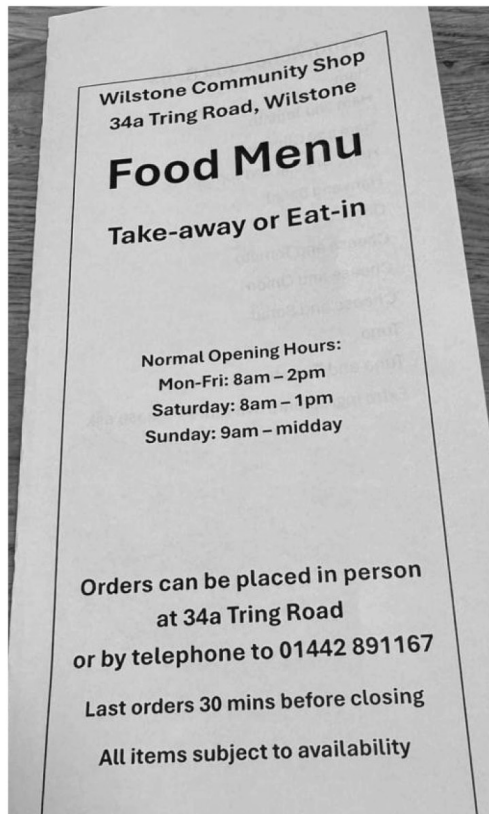 Wilstone Community Shop
34a Tring Road, Wilstone
Food Menu
Take-away or Eat-in
Normal Opening Hours:
Mon-Fri: 8am – 2pm
Saturday: 8am – 1pm
Sunday: 9am – midday
Orders can be placed in person
at 34a Tring Road
or by telephone to 01442 891167
Last orders 30 mins before closing
All items subject to availability